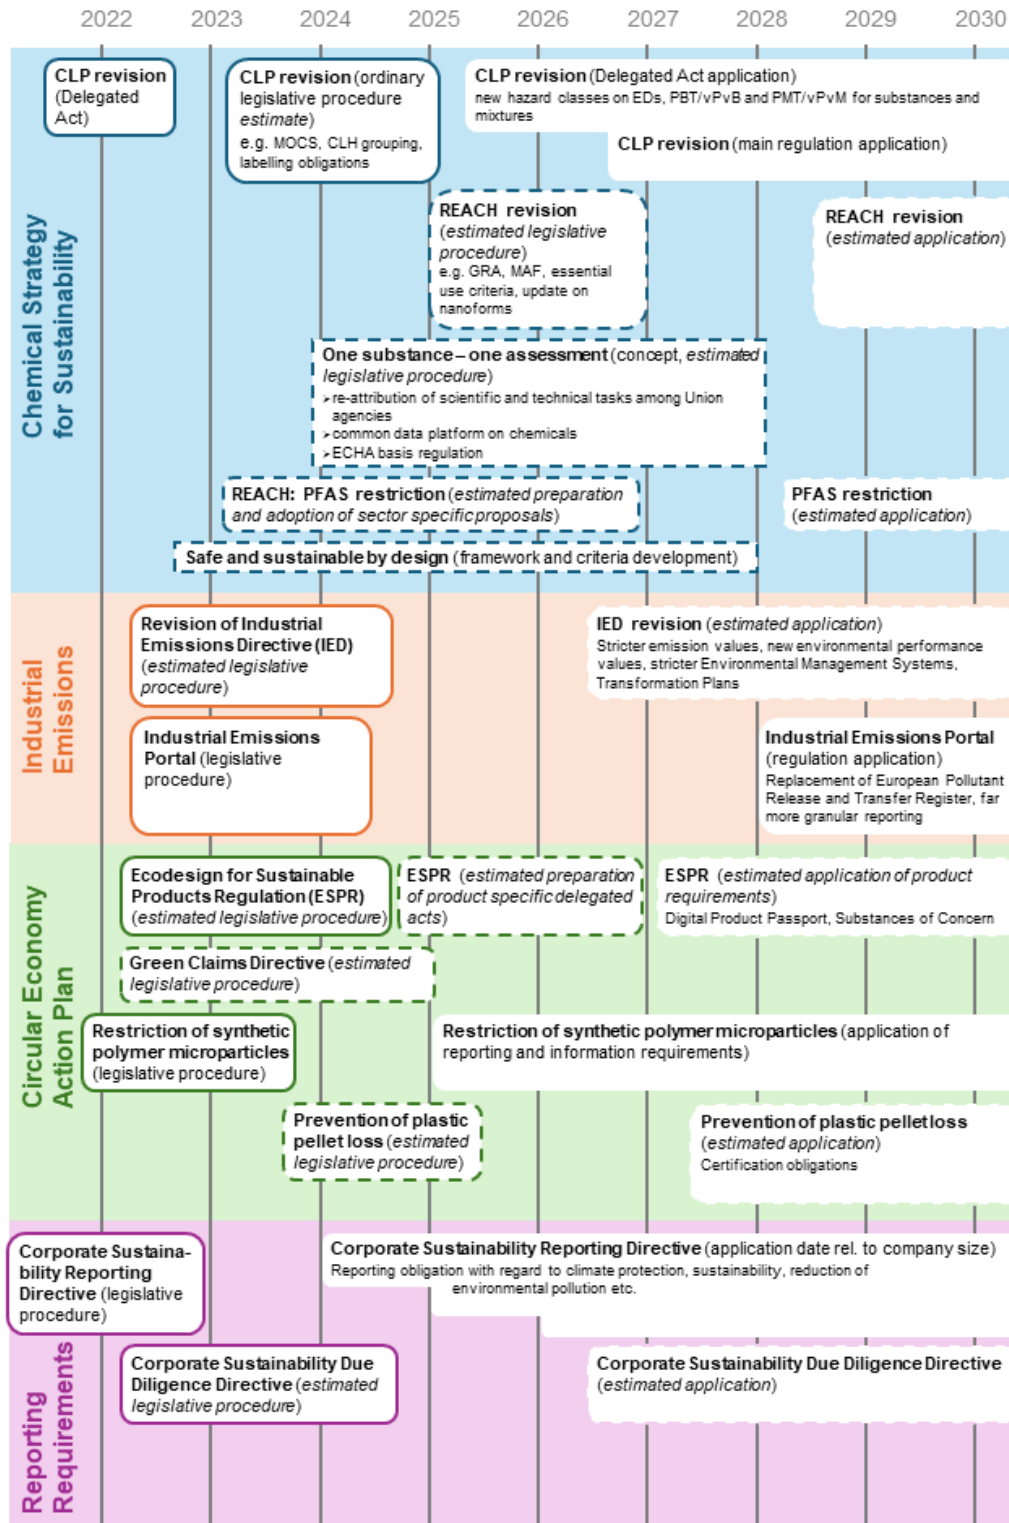 2022 2023 2024 2025 2026 2027 2028 2029 2030
Chemical Strategy
for Sustainability
CLP revision
(Delegated
Act)
CLP revision (ordinary
legislative procedure
estimate)
e.g. MOCS, CLH grouping,
labelling obligations
CLP revision (Delegated Act application)
new hazard classes on EDs, PBT/vPvB and PMT/vPvM for substances and
mixtures
CLP revision (main regulation application)
REACH revision
(estimated legislative
procedure)
e.g. GRA, MAF, essential
use criteria, update on
nanoforms
REACH revision
(estimated application)
One substance – one assessment (concept, estimated
legislative procedure)
➢re-attribution of scientific and technical tasks among Union
agencies
➢common data platform on chemicals
➢ECHA basis regulation
REACH: PFAS restriction (estimated preparation
and adoption of sector specific proposals)
PFAS restriction
(estimated application)
Safe and sustainable by design (framework and criteria development)
Industrial
Emissions
Revision of Industrial
Emissions Directive (IED)
(estimated legislative
procedure)
IED revision (estimated application)
Stricter emission values, new environmental performance
values, stricter Environmental Management Systems,
Transformation Plans
Industrial Emissions
Portal (legislative
procedure)
Industrial Emissions Portal
(regulation application)
Replacement of European Pollutant
Release and Transfer Register, far
more granular reporting
Circular Economy
Action Plan
Ecodesign for Sustainable
Products Regulation (ESPR)
(estimated legislative procedure)
ESPR (estimated preparation
of product specific delegated
acts)
ESPR (estimated application of product
requirements)
Digital Product Passport, Substances of Concern
Green Claims Directive (estimated
legislative procedure)
Restriction of synthetic
polymer microparticles
(legislative procedure)
Restriction of synthetic polymer microparticles (application of
reporting and information requirements)
Prevention of plastic
pellet loss (estimated
legislative procedure)
Prevention of plastic pellet loss
(estimated application)
Certification obligations
Reporting
Requirements
Corporate Sustaina-
bility Reporting
Directive (legislative
procedure)
Corporate Sustainability Reporting Directive (application date rel. to company size)
Reporting obligation with regard to climate protection, sustainability, reduction of
environmental pollution etc.
Corporate Sustainability Due
Diligence Directive (estimated
legislative procedure)
Corporate Sustainability Due Diligence Directive
(estimated application)